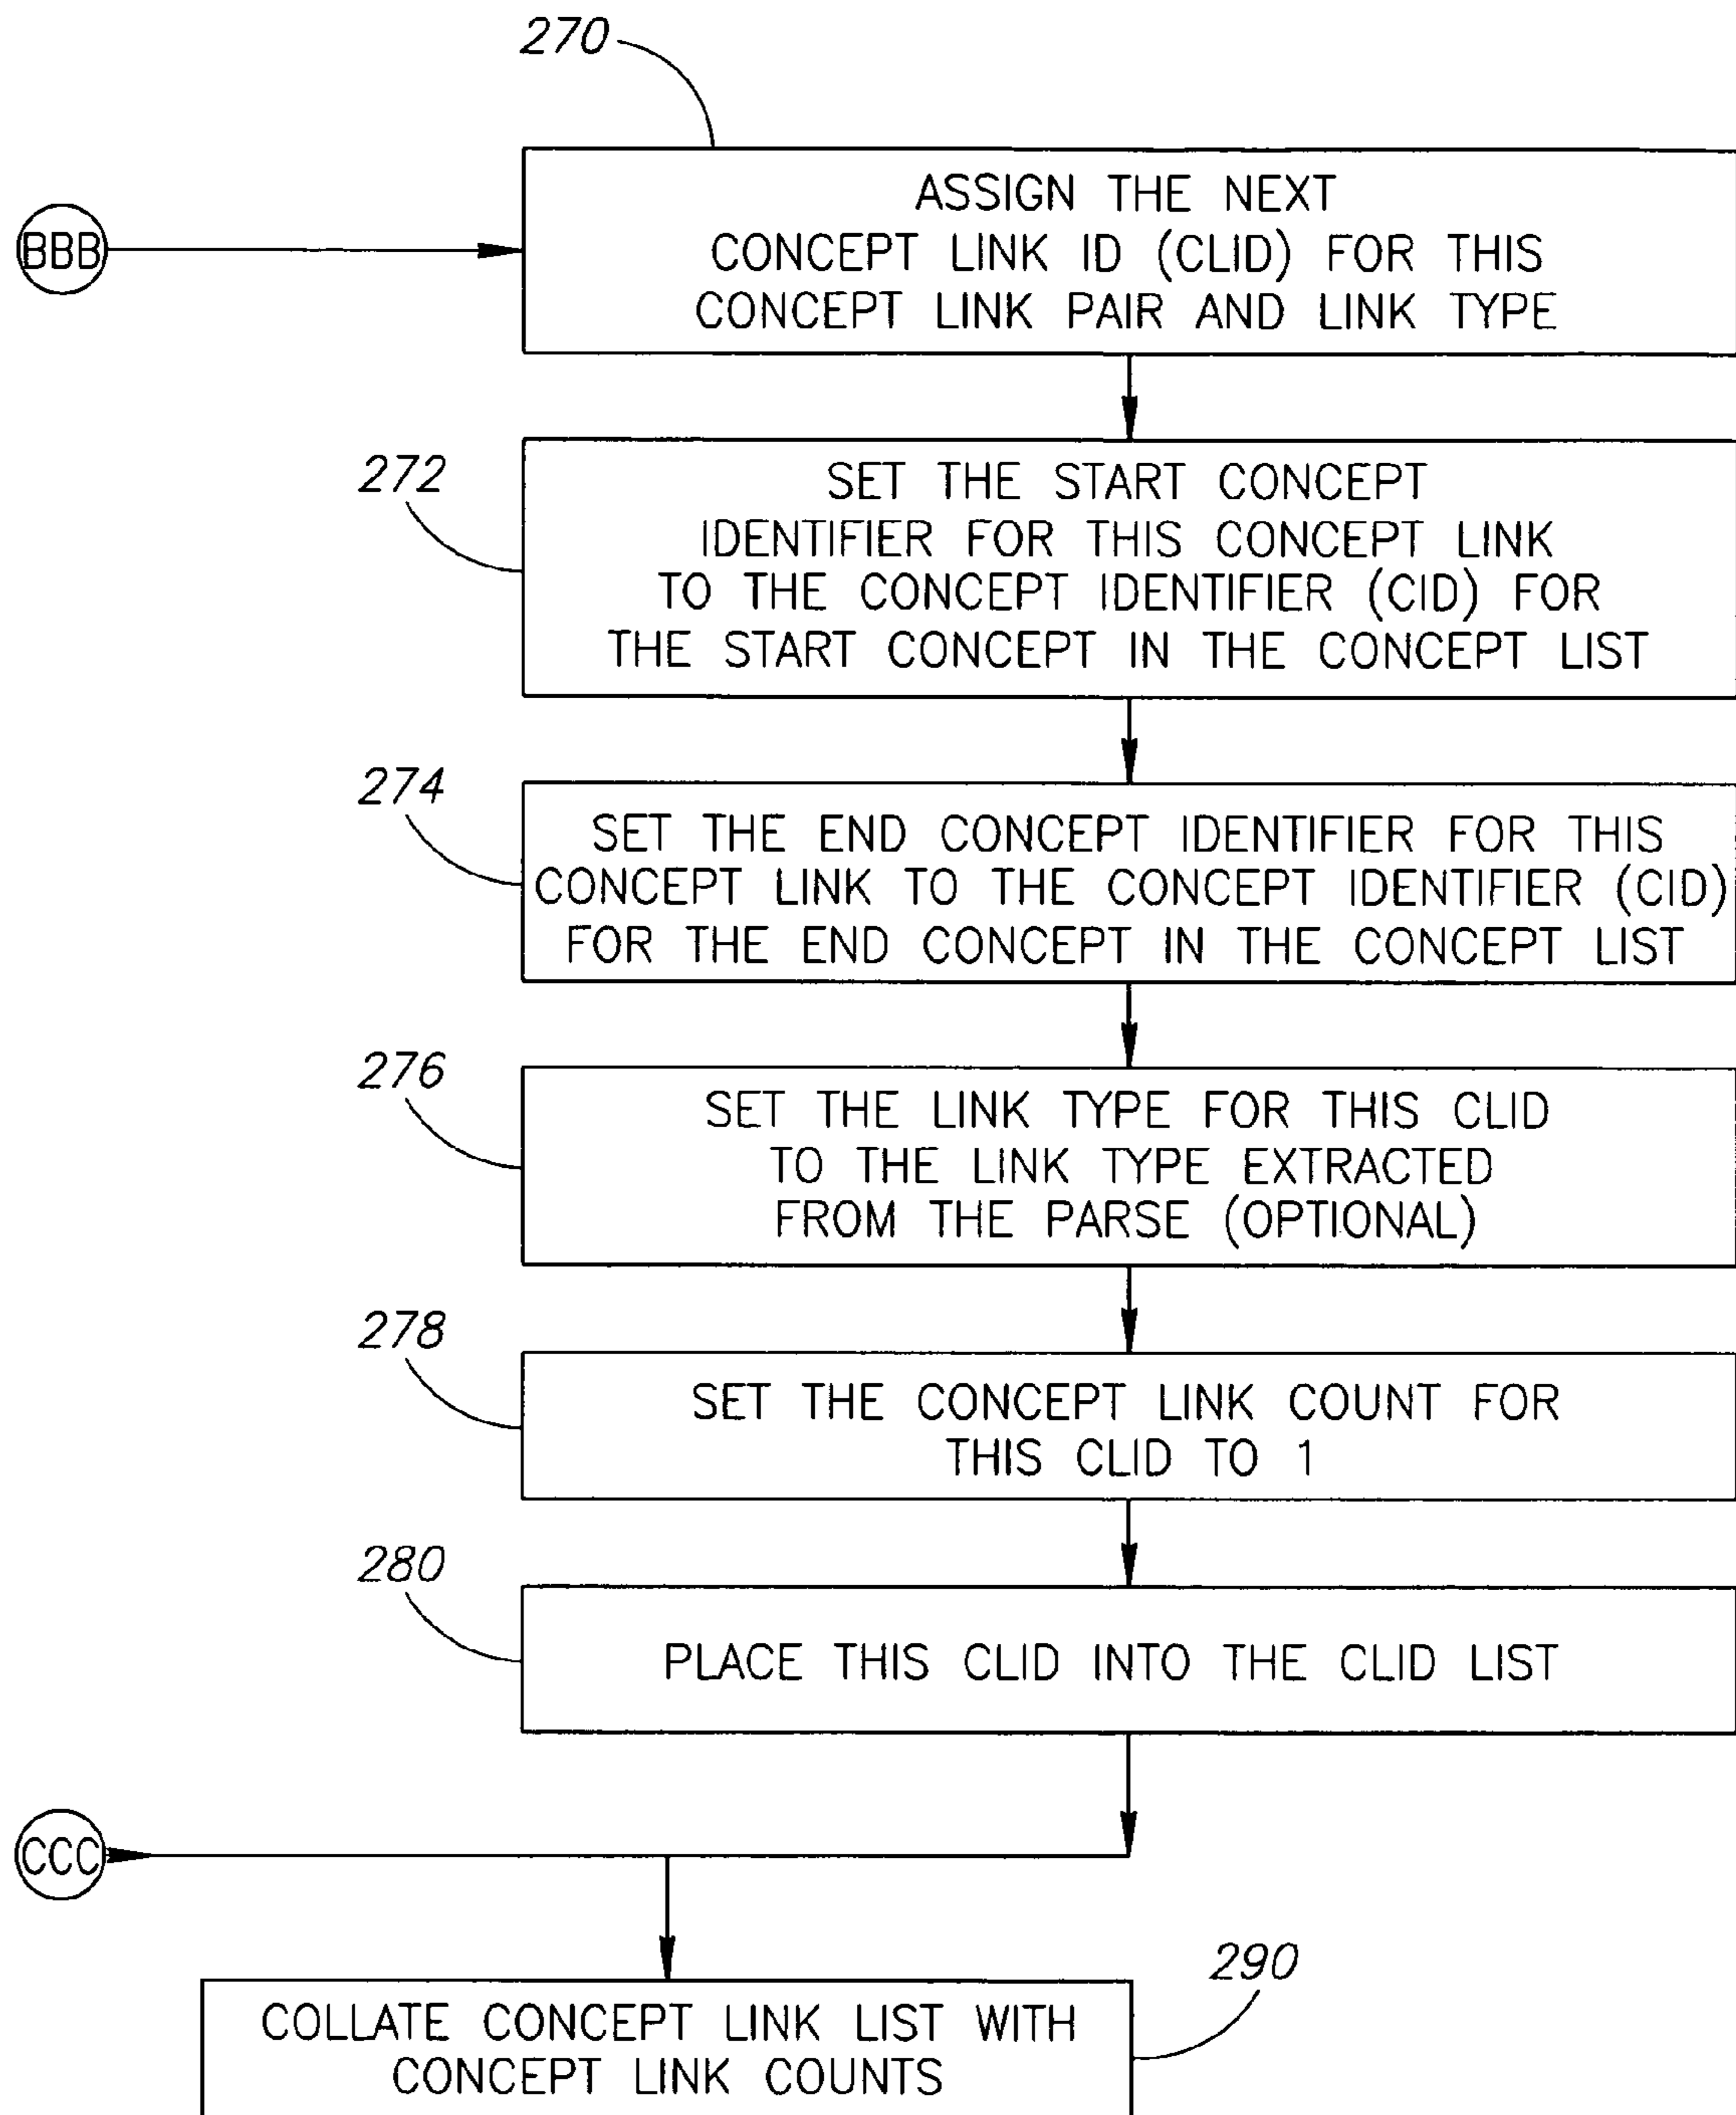 270
BBB
ASSIGN THE NEXT
CONCEPT LINK ID (CLID) FOR THIS
CONCEPT LINK PAIR AND LINK TYPE
272
SET THE START CONCEPT
IDENTIFIER FOR THIS CONCEPT LINK
TO THE CONCEPT IDENTIFIER (CID) FOR
THE START CONCEPT IN THE CONCEPT LIST
274
SET THE END CONCEPT IDENTIFIER FOR THIS
CONCEPT LINK TO THE CONCEPT IDENTIFIER (CID)
FOR THE END CONCEPT IN THE CONCEPT LIST
276
SET THE LINK TYPE FOR THIS CLID
TO THE LINK TYPE EXTRACTED
FROM THE PARSE (OPTIONAL)
278
SET THE CONCEPT LINK COUNT FOR
THIS CLID TO 1
280
PLACE THIS CLID INTO THE CLID LIST
CCC
290
COLLATE CONCEPT LINK LIST WITH
CONCEPT LINK COUNTS